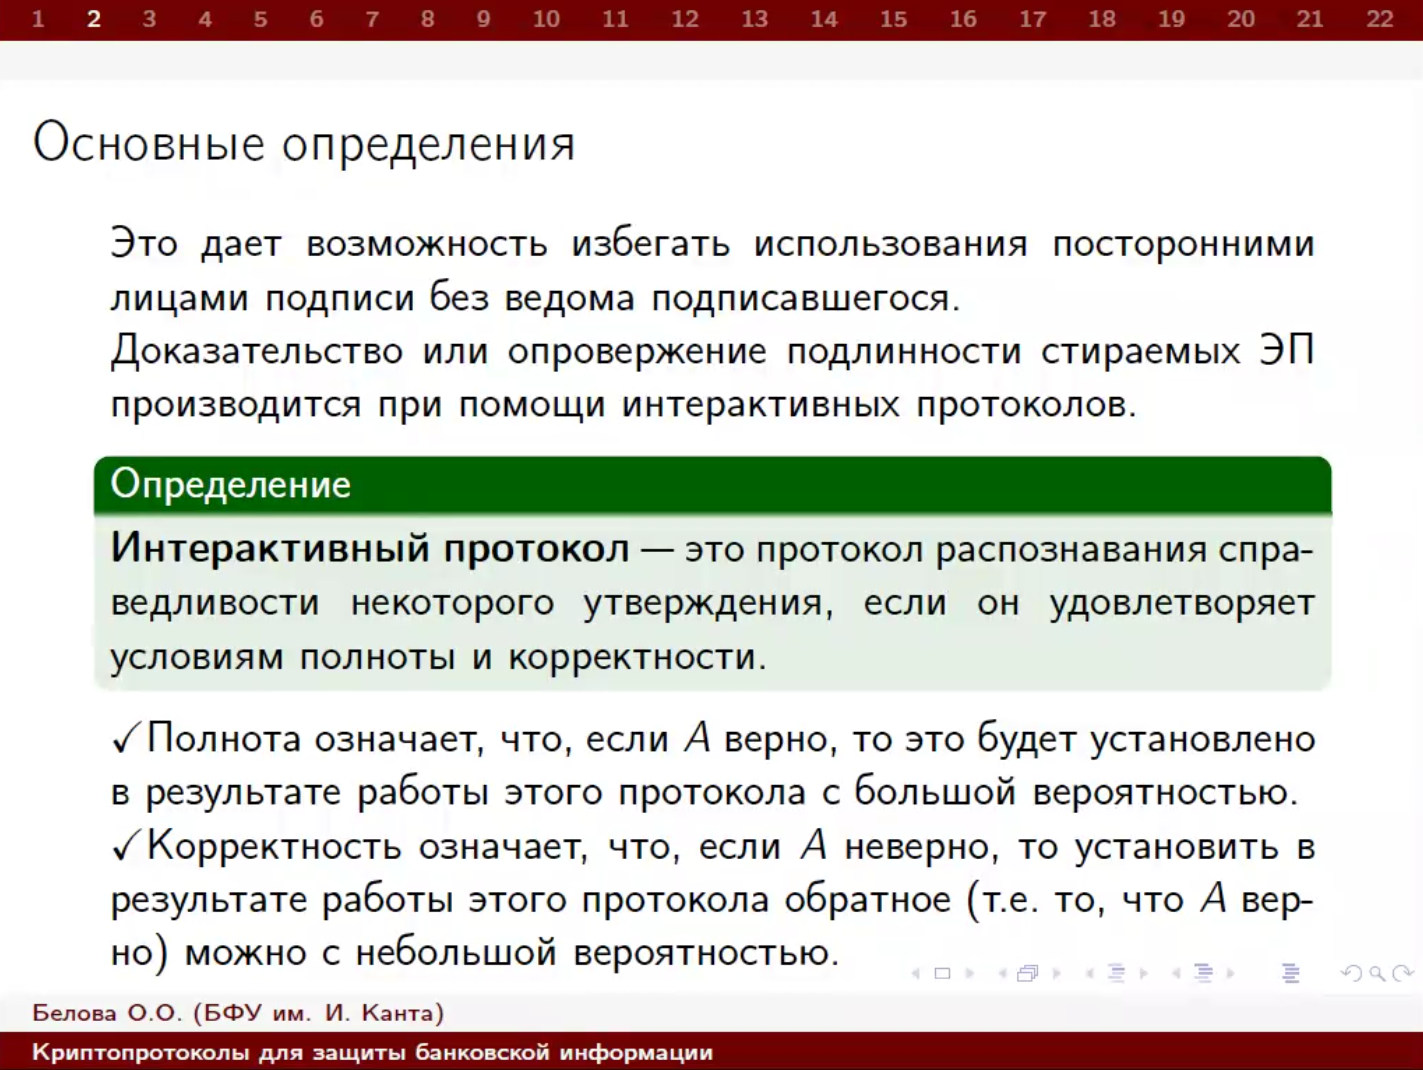 1 2 3 4 5 6 7 8 9 10 11 12 13 14 15 16 17 18 19 20 21 22
Основные определения
Это дает возможность избегать использования посторонними
лицами подписи без ведома подписавшегося.
Доказательство или опровержение подлинности стираемых ЭП
производится при помощи интерактивных протоколов.
Определение
Интерактивный протокол — это протокол распознавания спра-
ведливости некоторого утверждения, если он удовлетворяет
условиям полноты и корректности.
✓Полнота означает, что, если A верно, то это будет установлено
в результате работы этого протокола с большой вероятностью.
✓Корректность означает, что, если A неверно, то установить в
результате работы этого протокола обратное (т.е. то, что A вер-
но) можно с небольшой вероятностью.
Белова О.О. (БФУ им. И. Канта)
Криптопротоколы для защиты банковской информации